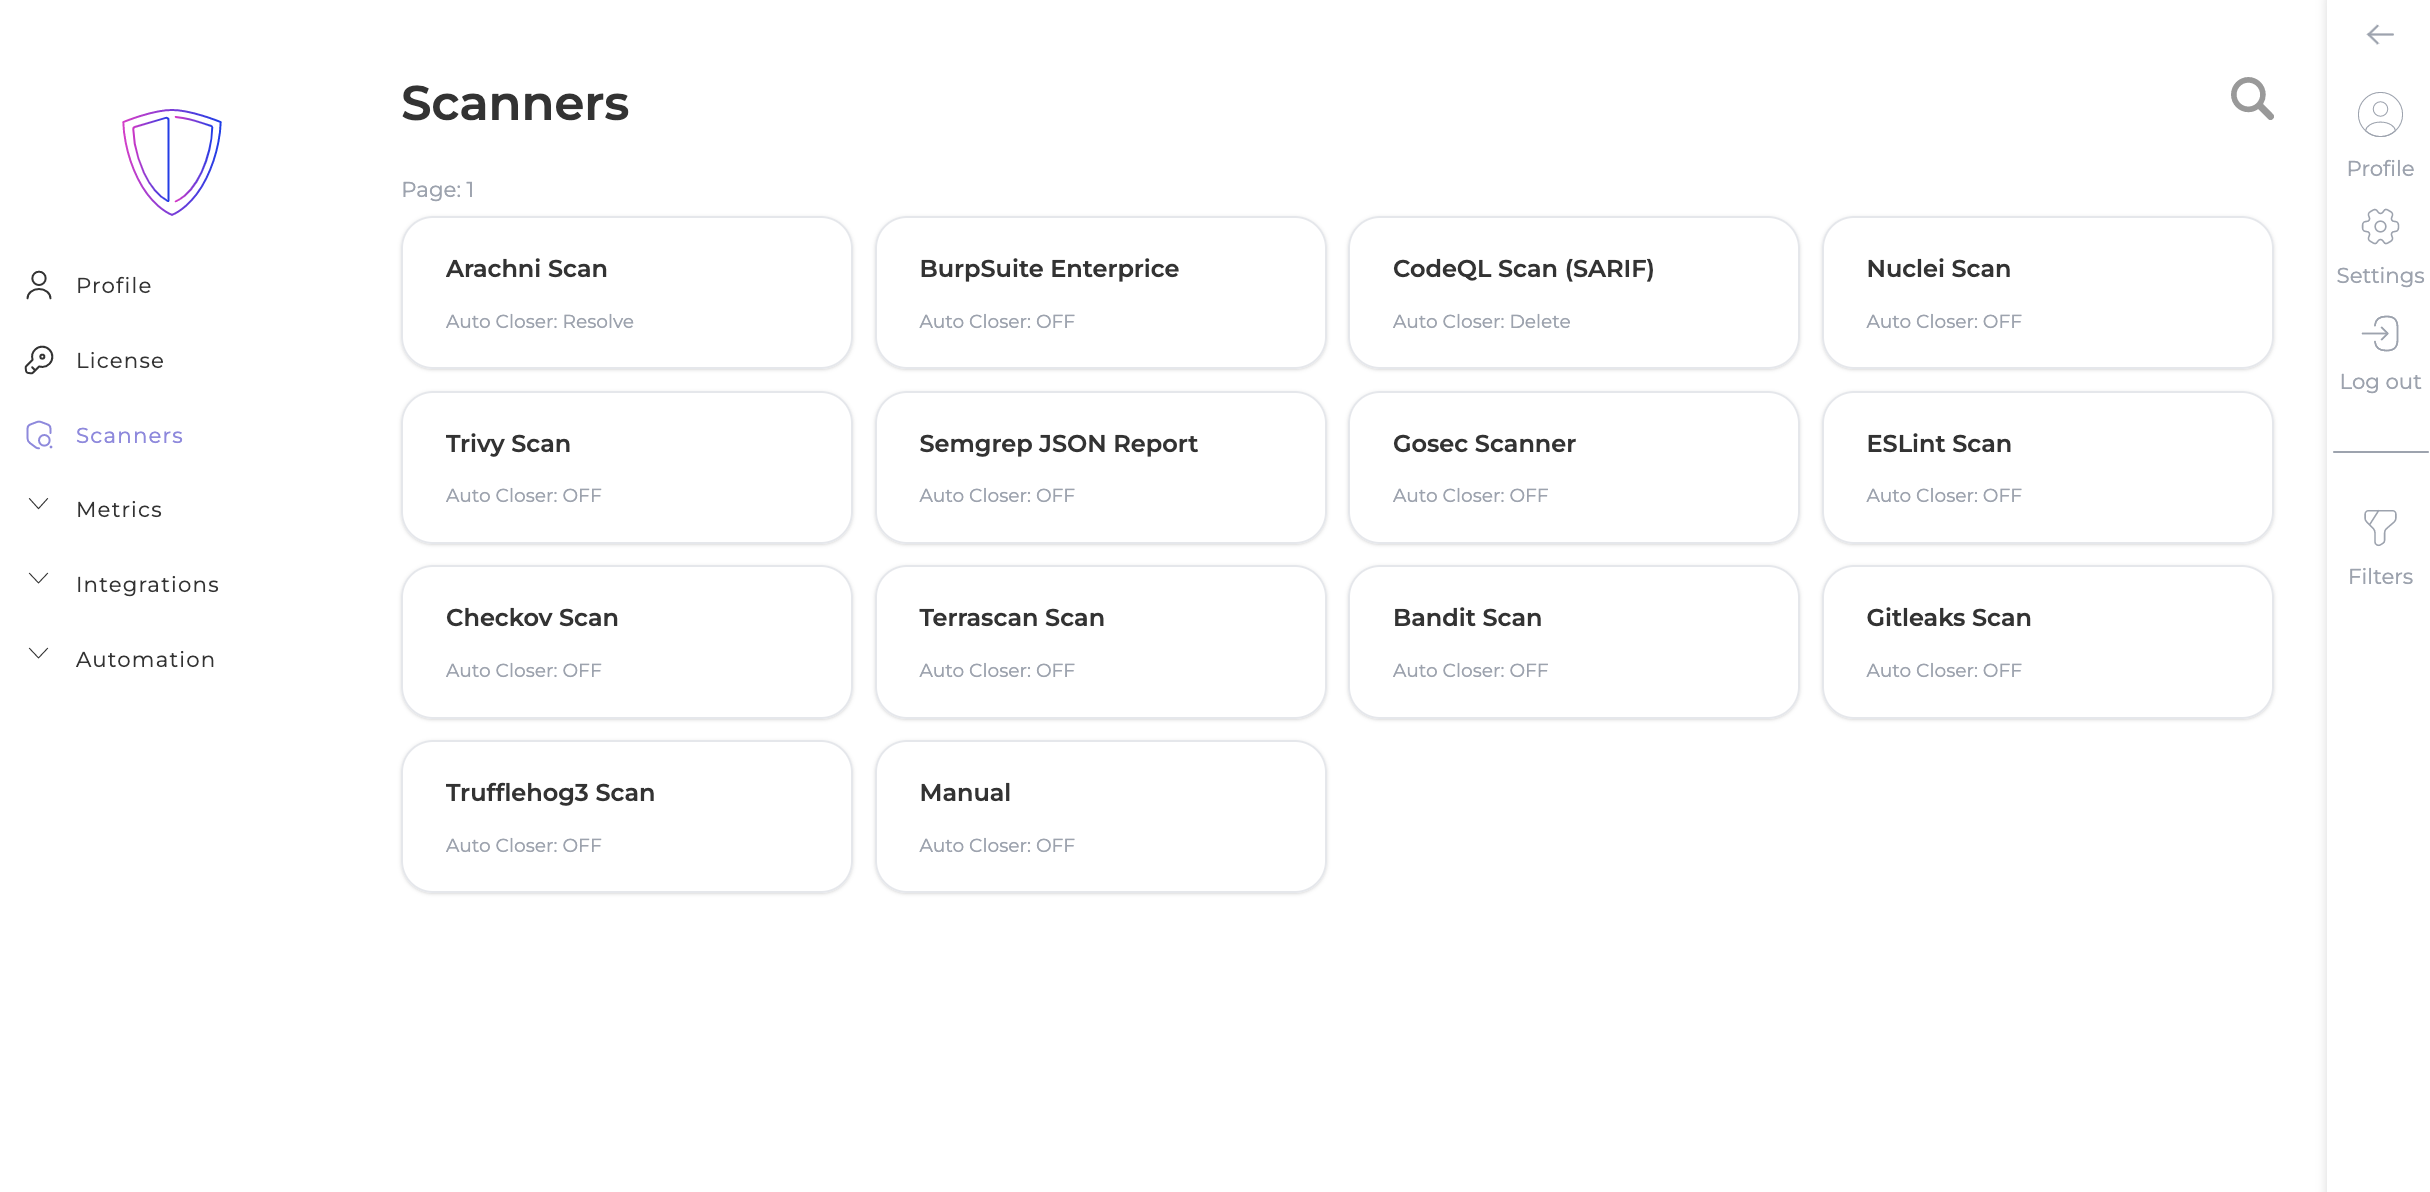 Profile
License
Scanners
Metrics
Integrations
Automation
Scanners
Page: 1
Arachni Scan
Auto Closer: Resolve
BurpSuite Enterprice
Auto Closer: OFF
CodeQL Scan (SARIF)
Auto Closer: Delete
Nuclei Scan
Auto Closer: OFF
Trivy Scan
Auto Closer: OFF
Semgrep JSON Report
Auto Closer: OFF
Gosec Scanner
Auto Closer: OFF
ESLint Scan
Auto Closer: OFF
Checkov Scan
Auto Closer: OFF
Terrascan Scan
Auto Closer: OFF
Bandit Scan
Auto Closer: OFF
Gitleaks Scan
Auto Closer: OFF
Trufflehog3 Scan
Auto Closer: OFF
Manual
Auto Closer: OFF
Profile
Settings
Log out
Filters